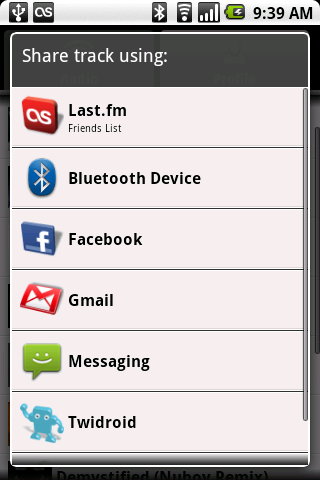 9:39 AM
Share track using:
Last.fm
Friends List
Bluetooth Device
Facebook
Gmail
Messaging
Twidroid
Demystified (Nuboy Remix)